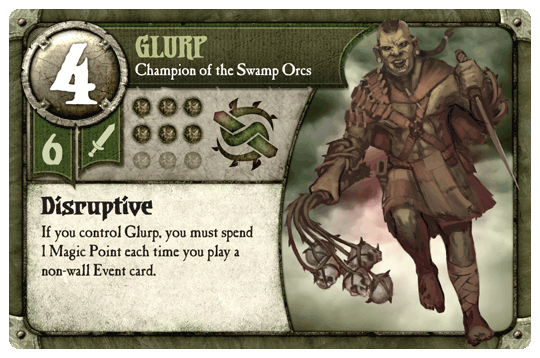 4
GLURP
Champion of the Swamp Orcs
6
Disruptive
If you control Glurp, you must spend
1 Magic Point each time you play a
non-wall Event card.